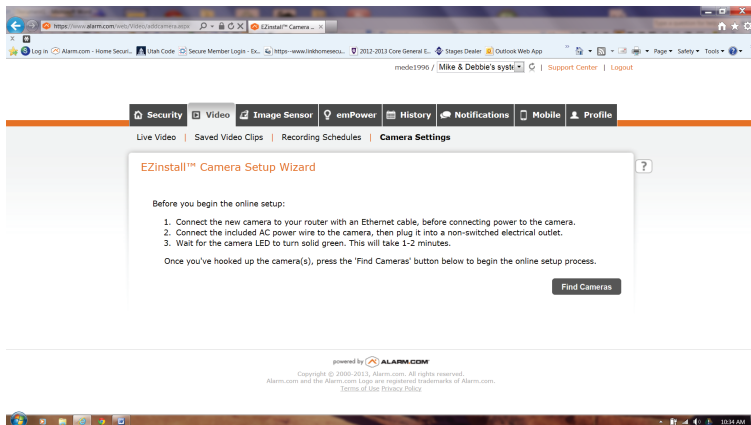 https://www.alarm.com/web/Video/addcamera.aspx
EZinstall™ Camera ...
Log in
Alarm.com - Home Securi...
Utah Code
Secure Member Login - Ex...
https--www.linkhomesecu...
2012-2013 Core General E...
Stages Dealer
Outlook Web App
Page
Safety
Tools
mede1996 / Mike & Debbie's syste | Support Center | Logout
Security Video Image Sensor emPower History Notifications Mobile Profile
Live Video | Saved Video Clips | Recording Schedules | Camera Settings
EZinstall™ Camera Setup Wizard
?
Before you begin the online setup:
1. Connect the new camera to your router with an Ethernet cable, before connecting power to the camera.
2. Connect the included AC power wire to the camera, then plug it into a non-switched electrical outlet.
3. Wait for the camera LED to turn solid green. This will take 1-2 minutes.
Once you've hooked up the camera(s), press the 'Find Cameras' button below to begin the online setup process.
Find Cameras
powered by ALARM.COM
Copyright © 2000-2013, Alarm.com. All rights reserved.
Alarm.com and the Alarm.com Logo are registered trademarks of Alarm.com.
Terms of Use Privacy Policy
10:34 AM